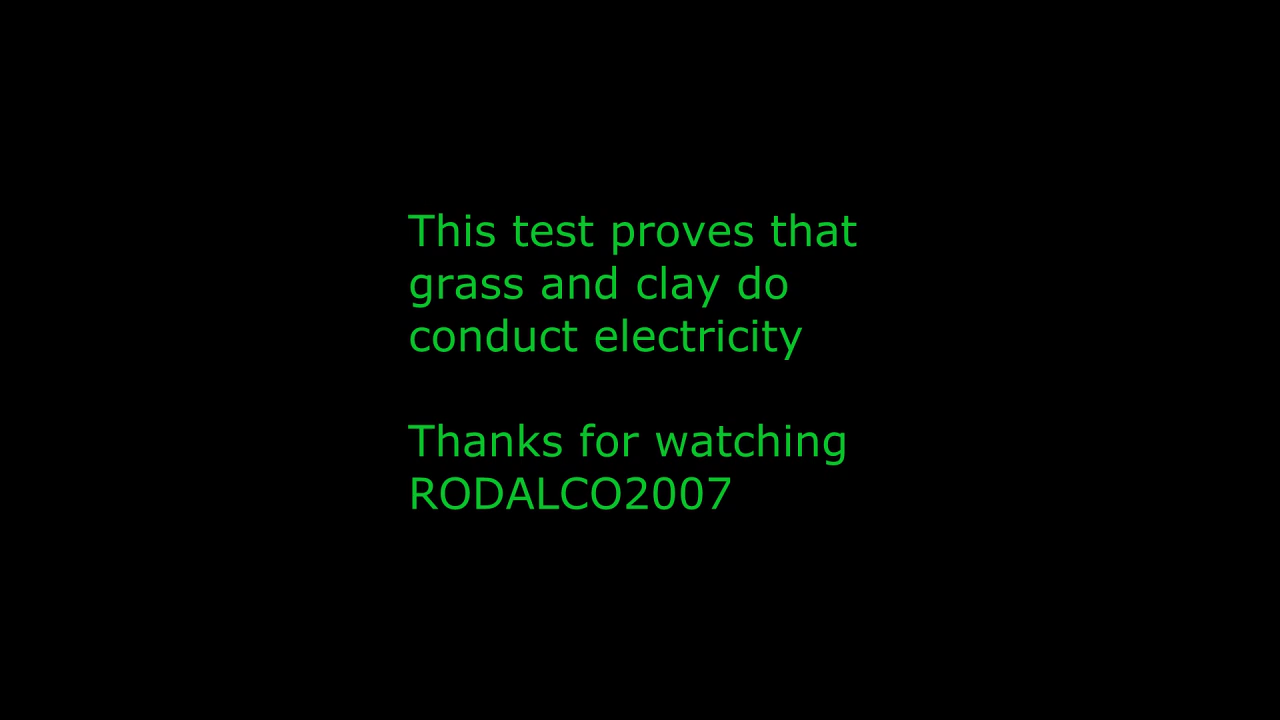 This test proves that
grass and clay do
conduct electricity
Thanks for watching
RODALCO2007